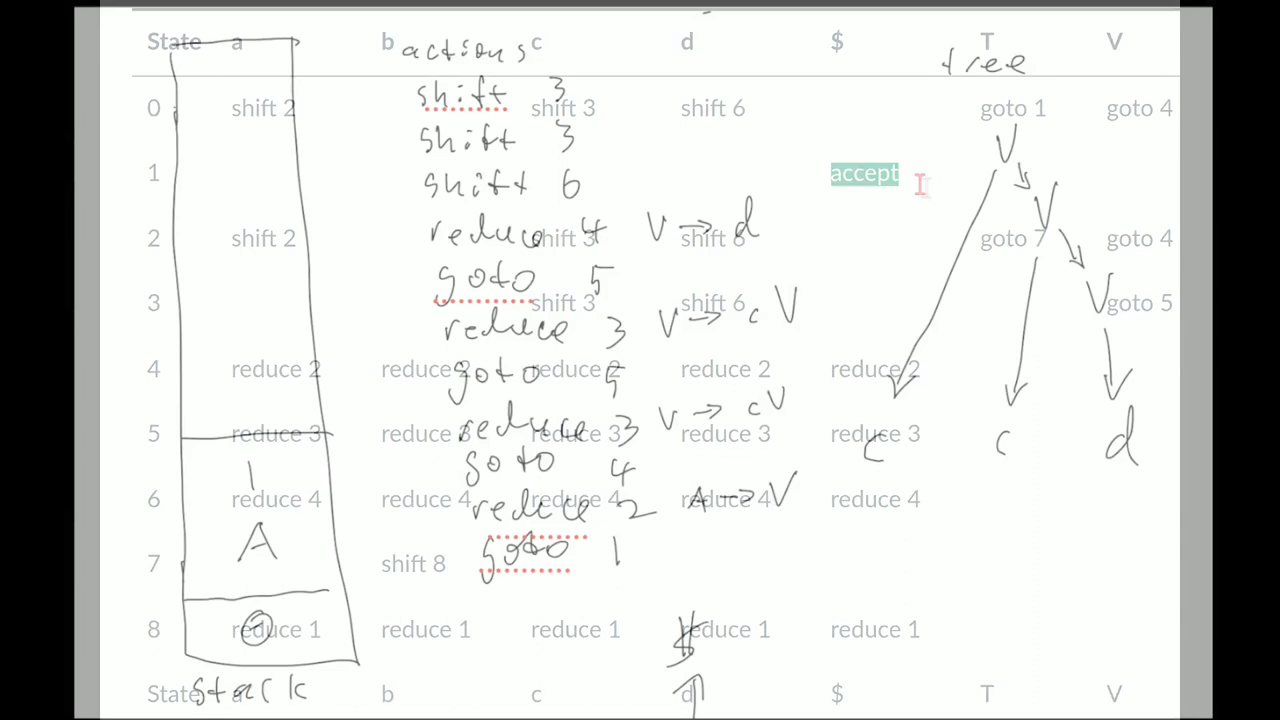 State a b c d $ T V
actions
tree
shift 3
0 shift 2 shift 3 shift 6 goto 1 goto 4
V
shift 3
1 accept
shift 6
V
reduce 4 V → d
2 shift 2 shift 3 shift 6 goto 7 goto 4
goto 5
3 shift 3 shift 6 goto 5
V
reduce 3 V → c V
4 reduce 2 reduce 2 reduce 2 reduce 2 reduce 2
goto 5
reduce 3 V → c V
5 reduce 3 reduce 3 reduce 3 reduce 3 reduce 3
c c d
goto 4
1
6 reduce 4 reduce 4 reduce 4 reduce 4 reduce 4
reduce 2 A → V
A
goto 1
7 shift 8
0
$
8 reduce 1 reduce 1 reduce 1 reduce 1 reduce 1
stack
State a b c d $ T V